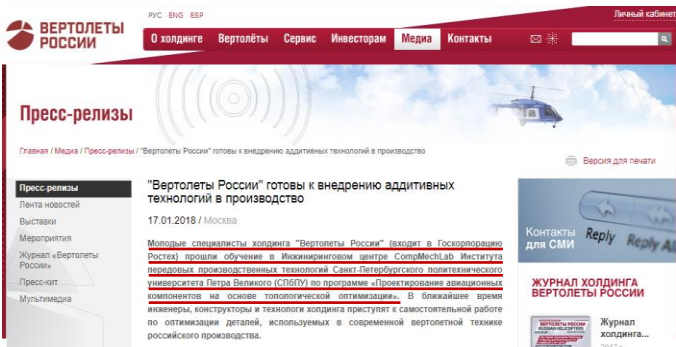 РУС ENG ESP
Личный кабинет
ВЕРТОЛЕТЫ
РОССИИ
О холдинге Вертолёты Сервис Инвесторам Медиа Контакты
Пресс-релизы
Главная / Медиа / Пресс-релизы / "Вертолеты России" готовы к внедрению аддитивных технологий в производство
Версия для печати
Пресс-релизы
Лента новостей
Выставки
Мероприятия
Журнал «Вертолеты
России»
Пресс-кит
Мультимедиа
"Вертолеты России" готовы к внедрению аддитивных
технологий в производство
17.01.2018 / Москва
Молодые специалисты холдинга "Вертолеты России" (входит в Госкорпорацию
Ростех) прошли обучение в Инжиниринговом центре CompMechLab Института
передовых производственных технологий Санкт-Петербургского политехнического
университета Петра Великого (СПбПУ) по программе «Проектирование авиационных
компонентов на основе топологической оптимизации». В ближайшее время
инженеры, конструкторы и технологи холдинга приступят к самостоятельной работе
по оптимизации деталей, используемых в современной вертолетной технике
российского производства.
Контакты
для СМИ
Reply Reply All
ЖУРНАЛ ХОЛДИНГА
ВЕРТОЛЕТЫ РОССИИ
ВЕРТОЛЕТЫ РОССИИ
RUSSIAN HELICOPTERS
Журнал
холдинга...